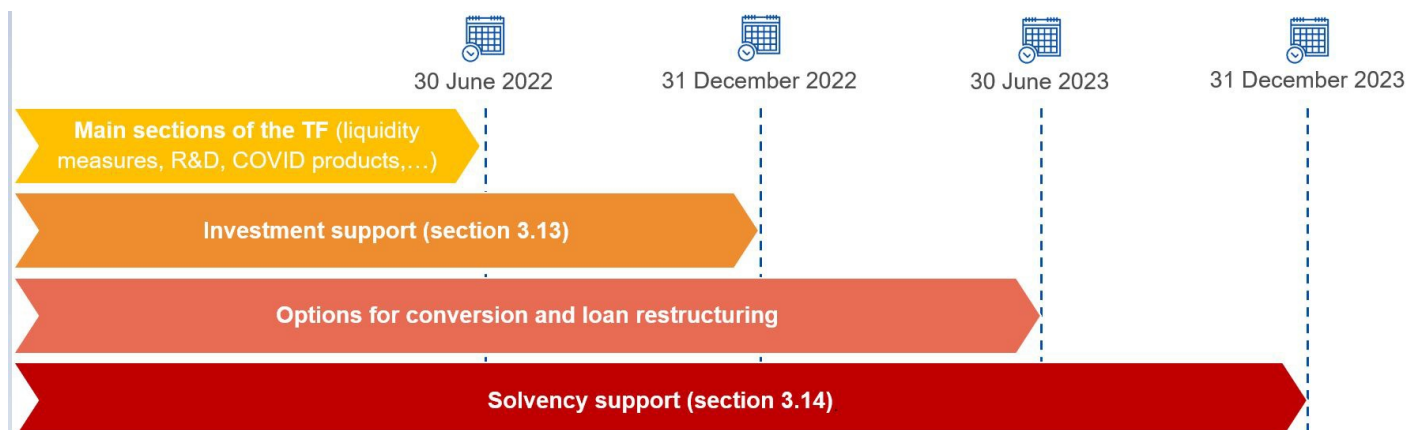 30 June 2022
31 December 2022
30 June 2023
31 December 2023
Main sections of the TF (liquidity
measures, R&D, COVID products,…)
Investment support (section 3.13)
Options for conversion and loan restructuring
Solvency support (section 3.14)